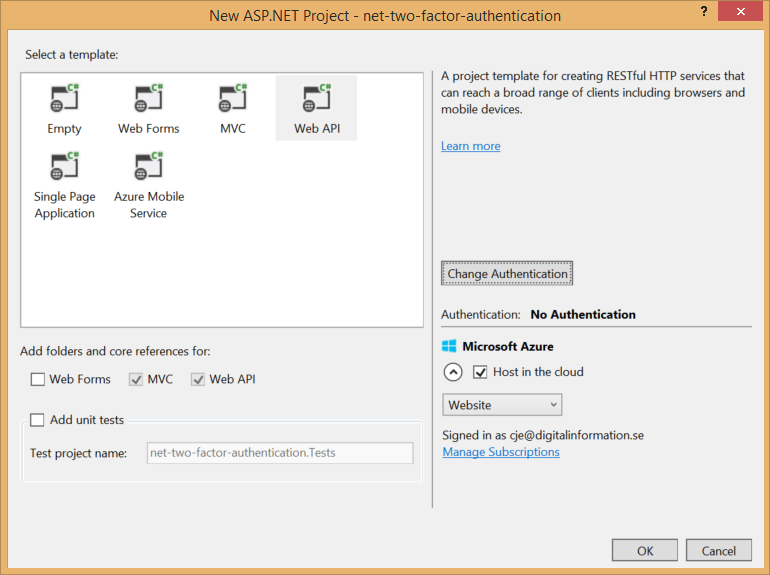 New ASP.NET Project - net-two-factor-authentication
?
Select a template:
C#
C#
C#
C#
Empty
Web Forms
MVC
Web API
C#
C#
Single Page
Application
Azure Mobile
Service
A project template for creating RESTful HTTP services that
can reach a broad range of clients including browsers and
mobile devices.
Learn more
Change Authentication
Authentication: No Authentication
Microsoft Azure
Host in the cloud
Website
Signed in as cje@digitalinformation.se
Manage Subscriptions
Add folders and core references for:
Web Forms
MVC
Web API
Add unit tests
Test project name:
net-two-factor-authentication.Tests
OK
Cancel